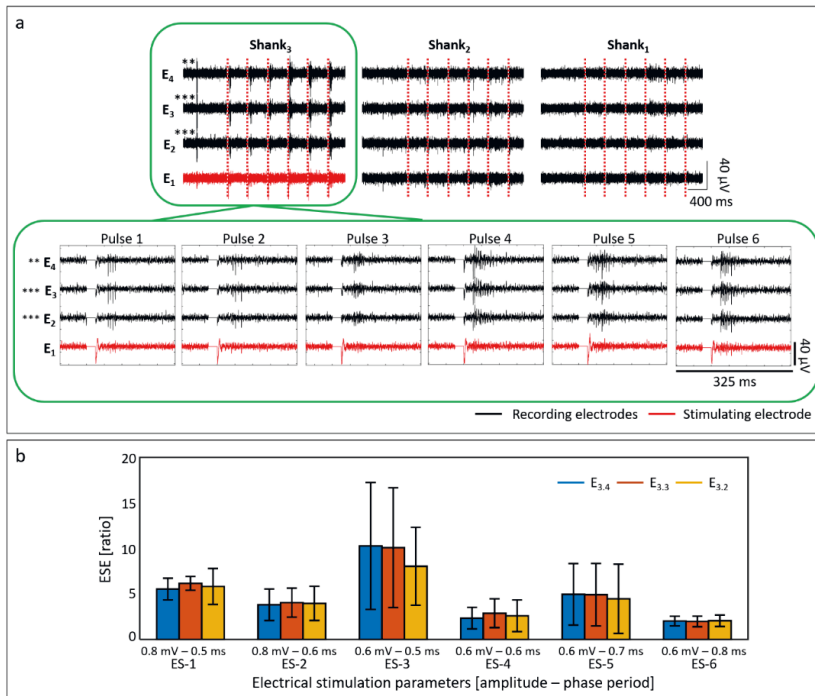 a
Shank3 Shank2 Shank1
** E4
*** E3
*** E2
E1
40 µV
400 ms
Pulse 1 Pulse 2 Pulse 3 Pulse 4 Pulse 5 Pulse 6
** E4
*** E3
*** E2
E1
40 µV
325 ms
Recording electrodes Stimulating electrode
b
20
15
10
5
0
ESE [ratio]
E3.4 E3.3 E3.2
0.8 mV – 0.5 ms 0.8 mV – 0.6 ms 0.6 mV – 0.5 ms 0.6 mV – 0.6 ms 0.6 mV – 0.7 ms 0.6 mV – 0.8 ms
ES-1 ES-2 ES-3 ES-4 ES-5 ES-6
Electrical stimulation parameters [amplitude – phase period]